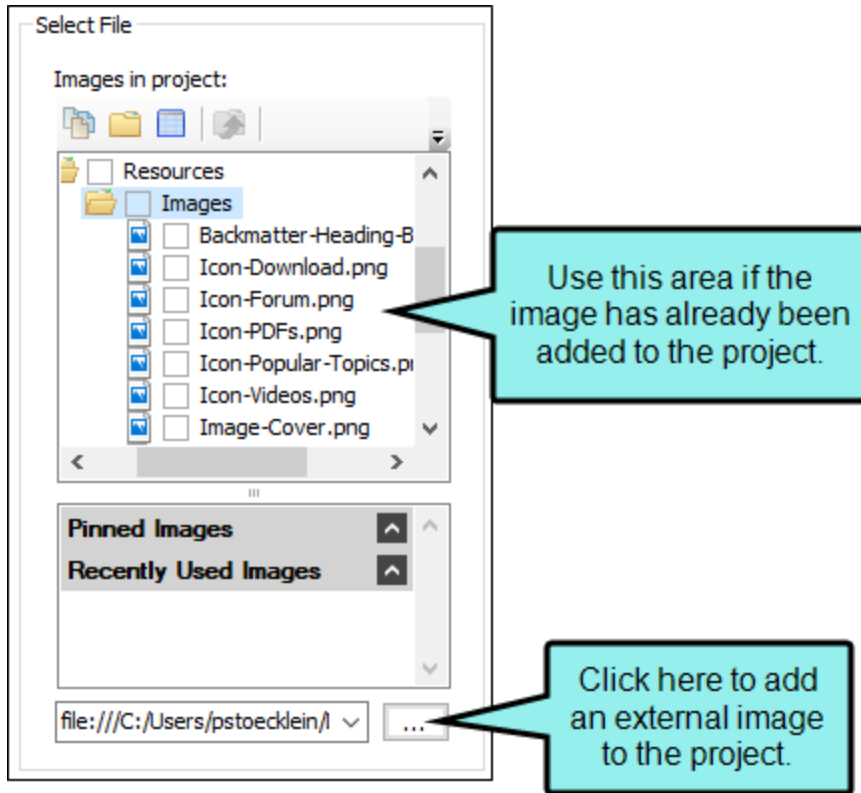 Select File
Images in project:
Resources
Images
Backmatter-Heading-B
Icon-Download.png
Icon-Forum.png
Icon-PDFs.png
Icon-Popular-Topics.p
Icon-Videos.png
Image-Cover.png
Use this area if the
image has already been
added to the project.
Pinned Images
Recently Used Images
file:///C:/Users/pstoecklein/
...
Click here to add
an external image
to the project.